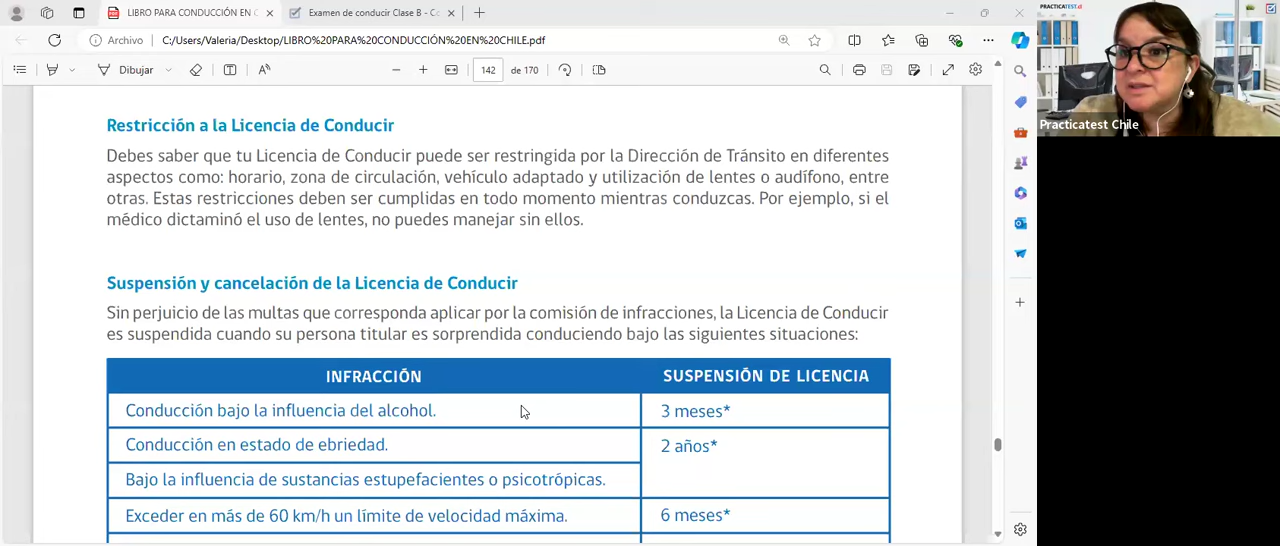 LIBRO PARA CONDUCCIÓN EN C
Examen de conducir Clase B - Co
Archivo
C:/Users/Valeria/Desktop/LIBRO%20PARA%20CONDUCCIÓN%20EN%20CHILE.pdf
Dibujar
142 de 170
PRACTICATEST.cl
Practicatest Chile
Restricción a la Licencia de Conducir
Debes saber que tu Licencia de Conducir puede ser restringida por la Dirección de Tránsito en diferentes
aspectos como: horario, zona de circulación, vehículo adaptado y utilización de lentes o audífono, entre
otras. Estas restricciones deben ser cumplidas en todo momento mientras conduzcas. Por ejemplo, si el
médico dictaminó el uso de lentes, no puedes manejar sin ellos.
Suspensión y cancelación de la Licencia de Conducir
Sin perjuicio de las multas que corresponda aplicar por la comisión de infracciones, la Licencia de Conducir
es suspendida cuando su persona titular es sorprendida conduciendo bajo las siguientes situaciones:
INFRACCIÓN SUSPENSIÓN DE LICENCIA
Conducción bajo la influencia del alcohol. 3 meses*
Conducción en estado de ebriedad. 2 años*
Bajo la influencia de sustancias estupefacientes o psicotrópicas.
Exceder en más de 60 km/h un límite de velocidad máxima. 6 meses*